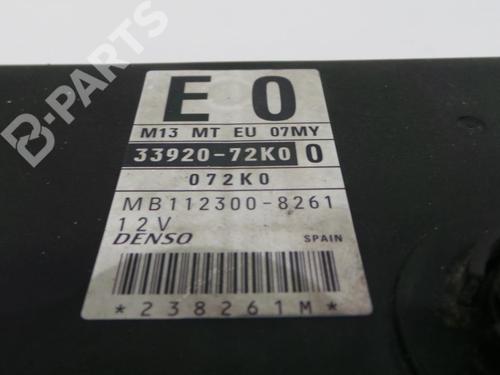 E 0
M13 MT EU 07MY
33920-72K0 0
072K0
MB112300-8261
12V
DENSO SPAIN
*238261M*
B-PARTS